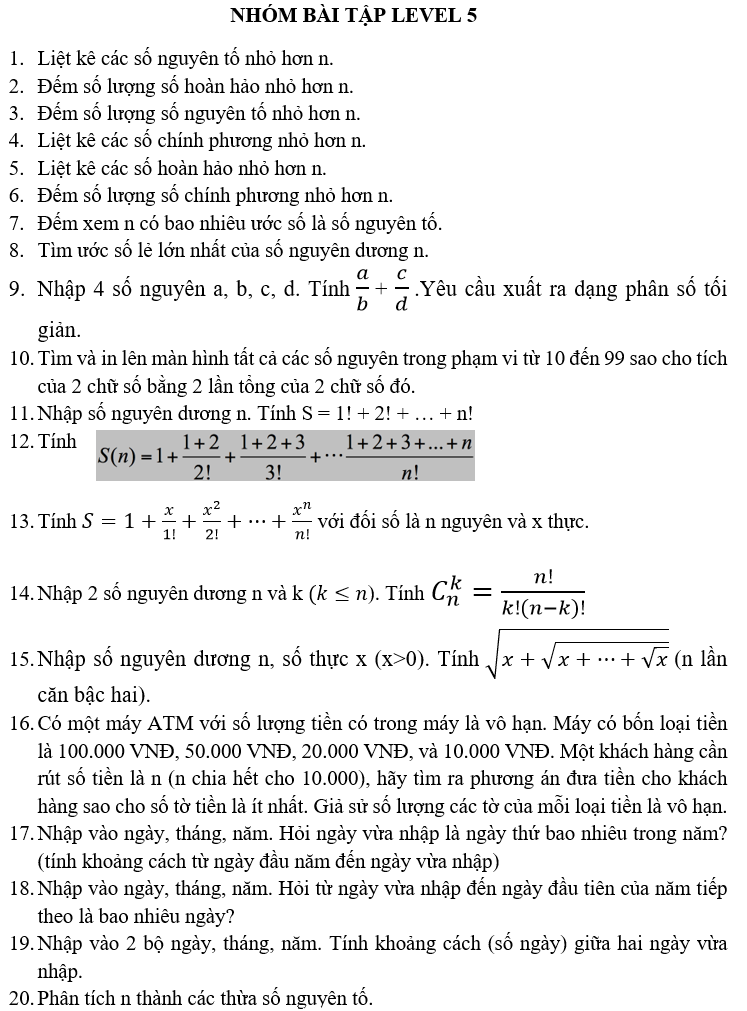 NHÓM BÀI TẬP LEVEL 5
1. Liệt kê các số nguyên tố nhỏ hơn n.
2. Đếm số lượng số hoàn hảo nhỏ hơn n.
3. Đếm số lượng số nguyên tố nhỏ hơn n.
4. Liệt kê các số chính phương nhỏ hơn n.
5. Liệt kê các số hoàn hảo nhỏ hơn n.
6. Đếm số lượng số chính phương nhỏ hơn n.
7. Đếm xem n có bao nhiêu ước số là số nguyên tố.
8. Tìm ước số lẻ lớn nhất của số nguyên dương n.
9. Nhập 4 số nguyên a, b, c, d. Tính a/b + c/d .Yêu cầu xuất ra dạng phân số tối
giản.
10. Tìm và in lên màn hình tất cả các số nguyên trong phạm vi từ 10 đến 99 sao cho tích
của 2 chữ số bằng 2 lần tổng của 2 chữ số đó.
11. Nhập số nguyên dương n. Tính S = 1! + 2! + … + n!
12. Tính S(n) = 1 + (1+2)/2! + (1+2+3)/3! + ⋯ (1+2+3+...+n)/n!
13. Tính S = 1 + x/1! + x²/2! + ⋯ + xⁿ/n! với đối số là n nguyên và x thực.
14. Nhập 2 số nguyên dương n và k (k ≤ n). Tính Cₙᵏ = n!/(k!(n−k)!)
15. Nhập số nguyên dương n, số thực x (x>0). Tính √(x + √(x + ⋯ + √x)) (n lần
căn bậc hai).
16. Có một máy ATM với số lượng tiền có trong máy là vô hạn. Máy có bốn loại tiền
là 100.000 VNĐ, 50.000 VNĐ, 20.000 VNĐ, và 10.000 VNĐ. Một khách hàng cần
rút số tiền là n (n chia hết cho 10.000), hãy tìm ra phương án đưa tiền cho khách
hàng sao cho số tờ tiền là ít nhất. Giả sử số lượng các tờ của mỗi loại tiền là vô hạn.
17. Nhập vào ngày, tháng, năm. Hỏi ngày vừa nhập là ngày thứ bao nhiêu trong năm?
(tính khoảng cách từ ngày đầu năm đến ngày vừa nhập)
18. Nhập vào ngày, tháng, năm. Hỏi từ ngày vừa nhập đến ngày đầu tiên của năm tiếp
theo là bao nhiêu ngày?
19. Nhập vào 2 bộ ngày, tháng, năm. Tính khoảng cách (số ngày) giữa hai ngày vừa
nhập.
20. Phân tích n thành các thừa số nguyên tố.